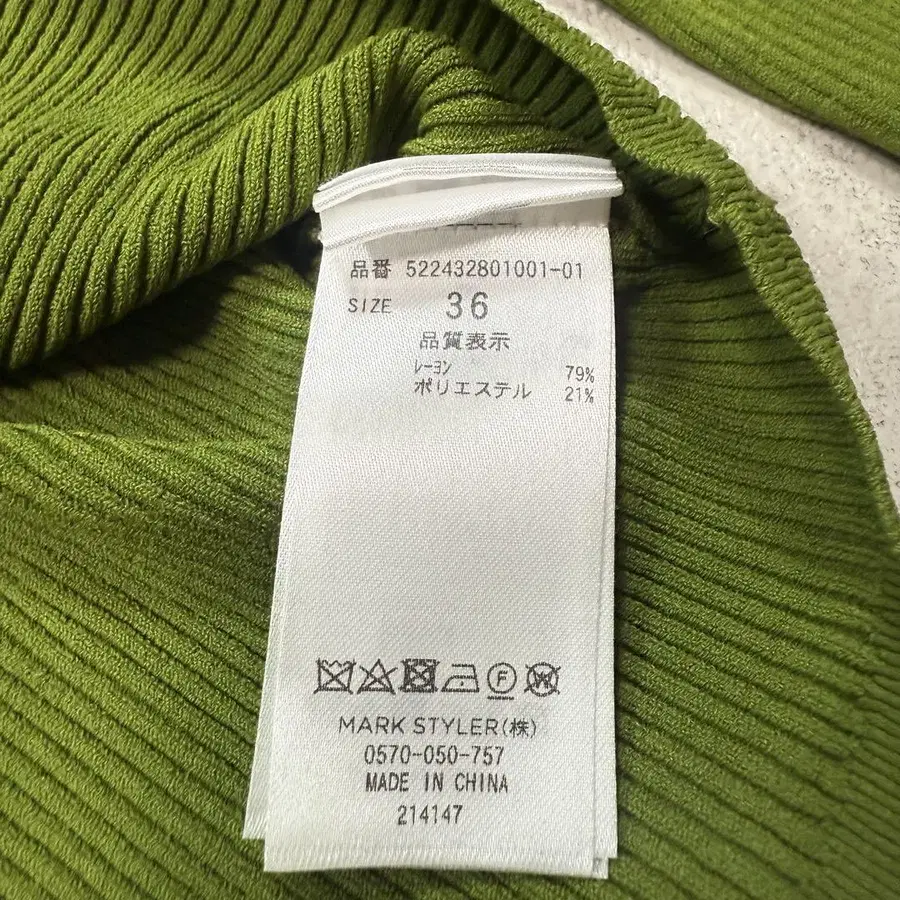 品番 522432801001-01
SIZE 36
品質表示
レーヨン 79%
ポリエステル 21%
F W
MARK STYLER(株)
0570-050-757
MADE IN CHINA
214147